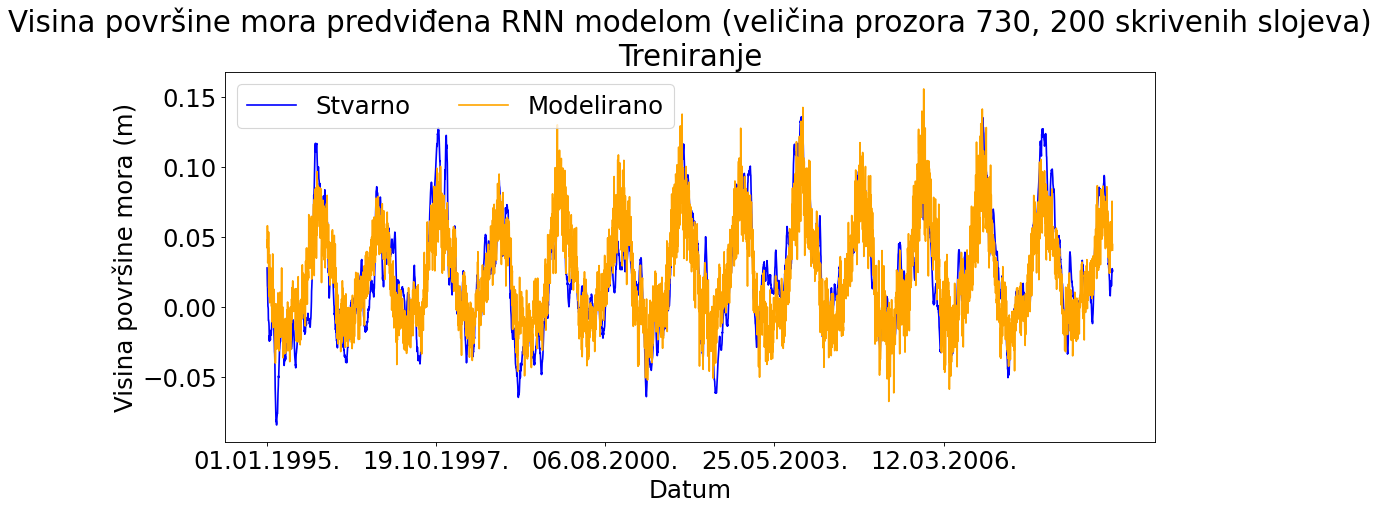 Visina površine mora predviđena RNN modelom (veličina prozora 730, 200 skrivenih slojeva)
Treniranje
Stvarno Modelirano
Visina površine mora (m)
0.15
0.10
0.05
0.00
−0.05
01.01.1995. 19.10.1997. 06.08.2000. 25.05.2003. 12.03.2006.
Datum